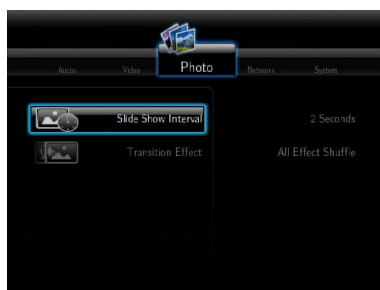 Audio Video Photo Network System
Slide Show Interval 2 Seconds
Transition Effect All Effect Shuffle